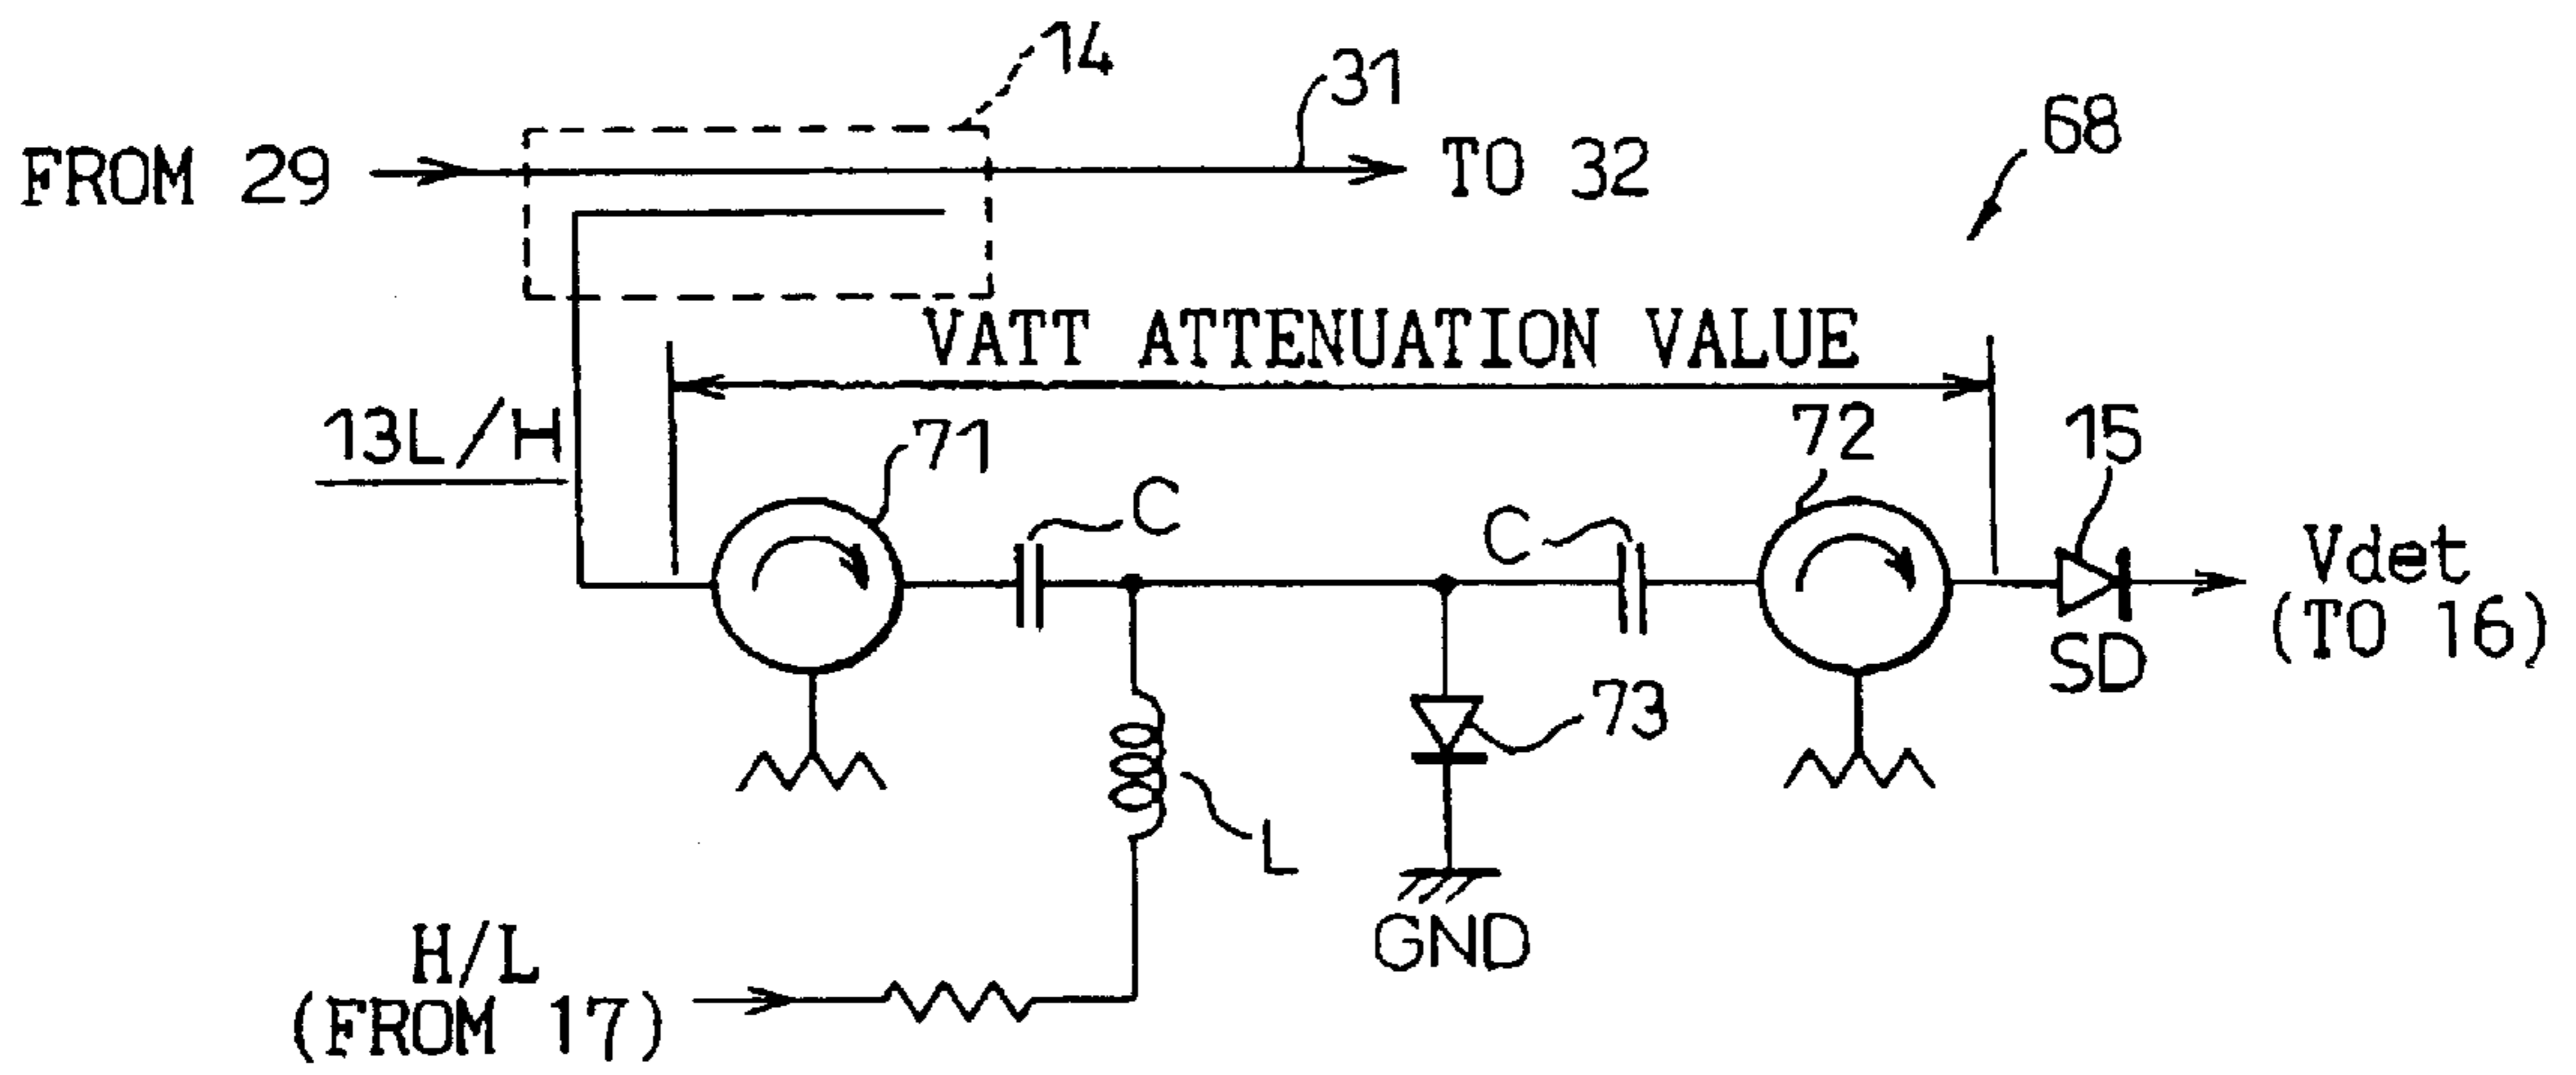 14
31
68
FROM 29
TO 32
VATT ATTENUATION VALUE
13L/H
71
72
15
C
C
Vdet
(TO 16)
SD
73
L
GND
H/L
(FROM 17)